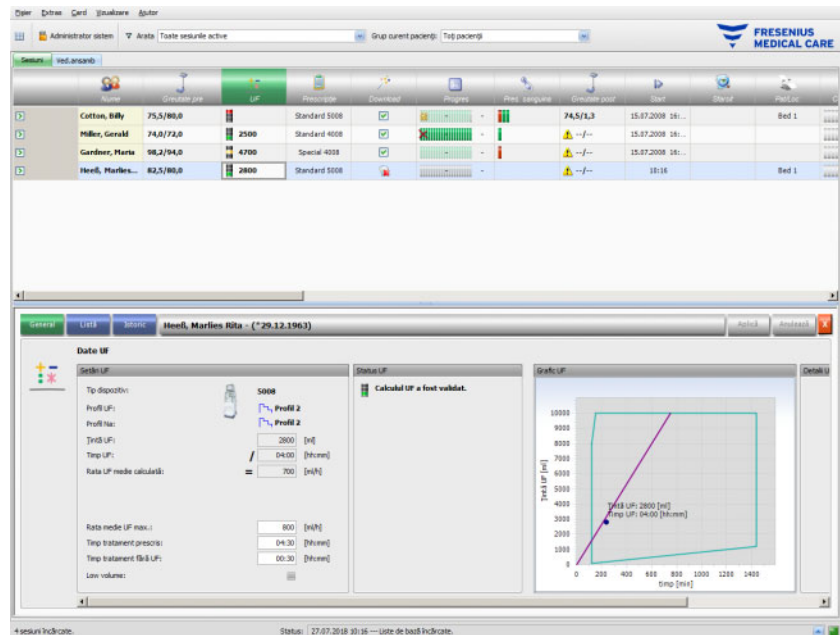 Fişier Extras Card Vizualizare Ajutor
Administrator sistem Arata Toate sesiunile active Grup curent pacienţi: Toţi pacienţii
FRESENIUS
MEDICAL CARE
Sesiuni Ved.ansamb
Nume Greutate pre UF Prescripţie Download Progres Pres. sanguina Greutate post Start Pat/Loc
Cotton, Billy 75,5/80,0 Standard 5008 - - 74,5/1,3 15.07.2008 16:... Bed 1
Miller, Gerald 74,0/72,0 2500 Standard 4008 - --/-- 15.07.2008 16:...
Gardner, Maria 98,2/94,0 4700 Special 4008 - - --/-- 15.07.2008 16:...
Heeß, Marlies... 82,5/80,0 2800 Standard 5008 - - --/-- 10:16 Bed 1
General Listă Istoric Heeß, Marlies Rita - (*29.12.1963) Aplică Anulează X
Date UF
Setări UF Status UF Grafic UF Detalii U
Tip dispozitiv: 5008
Calculul UF a fost validat.
Profil UF: Profil 2
Profil Na: Profil 2
Ţintă UF: 2800 [ml]
Timp UF: / 04:00 [hh:mm]
Rata UF medie calculată: = 700 [ml/h]
Rata medie UF max.: 800 [ml/h]
Timp tratament prescris: 04:30 [hh:mm]
Timp tratament fără UF: 00:30 [hh:mm]
Low volume:
Ţintă UF [ml]
10000
9000
8000
7000
6000
5000
4000
3000
2000
1000
0
Ţintă UF: 2800 [ml]
Timp UF: 04:00 [hh:mm]
0 200 400 600 800 1000 1200 1400
timp [min]
4 sesiuni încărcate. Status: 27.07.2018 10:16 --- Liste de bază încărcate.